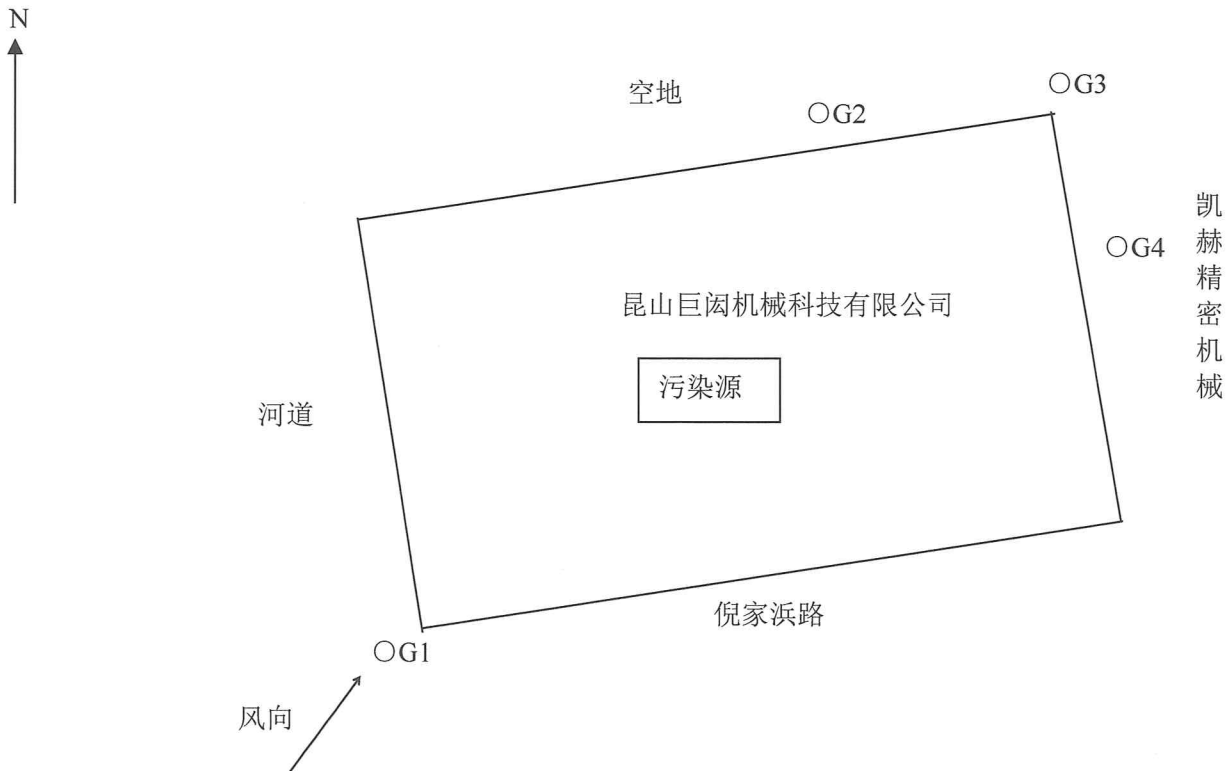 N
空地
○G2
○G3
凯赫精密机械
○G4
昆山巨闳机械科技有限公司
污染源
河道
倪家浜路
○G1
风向